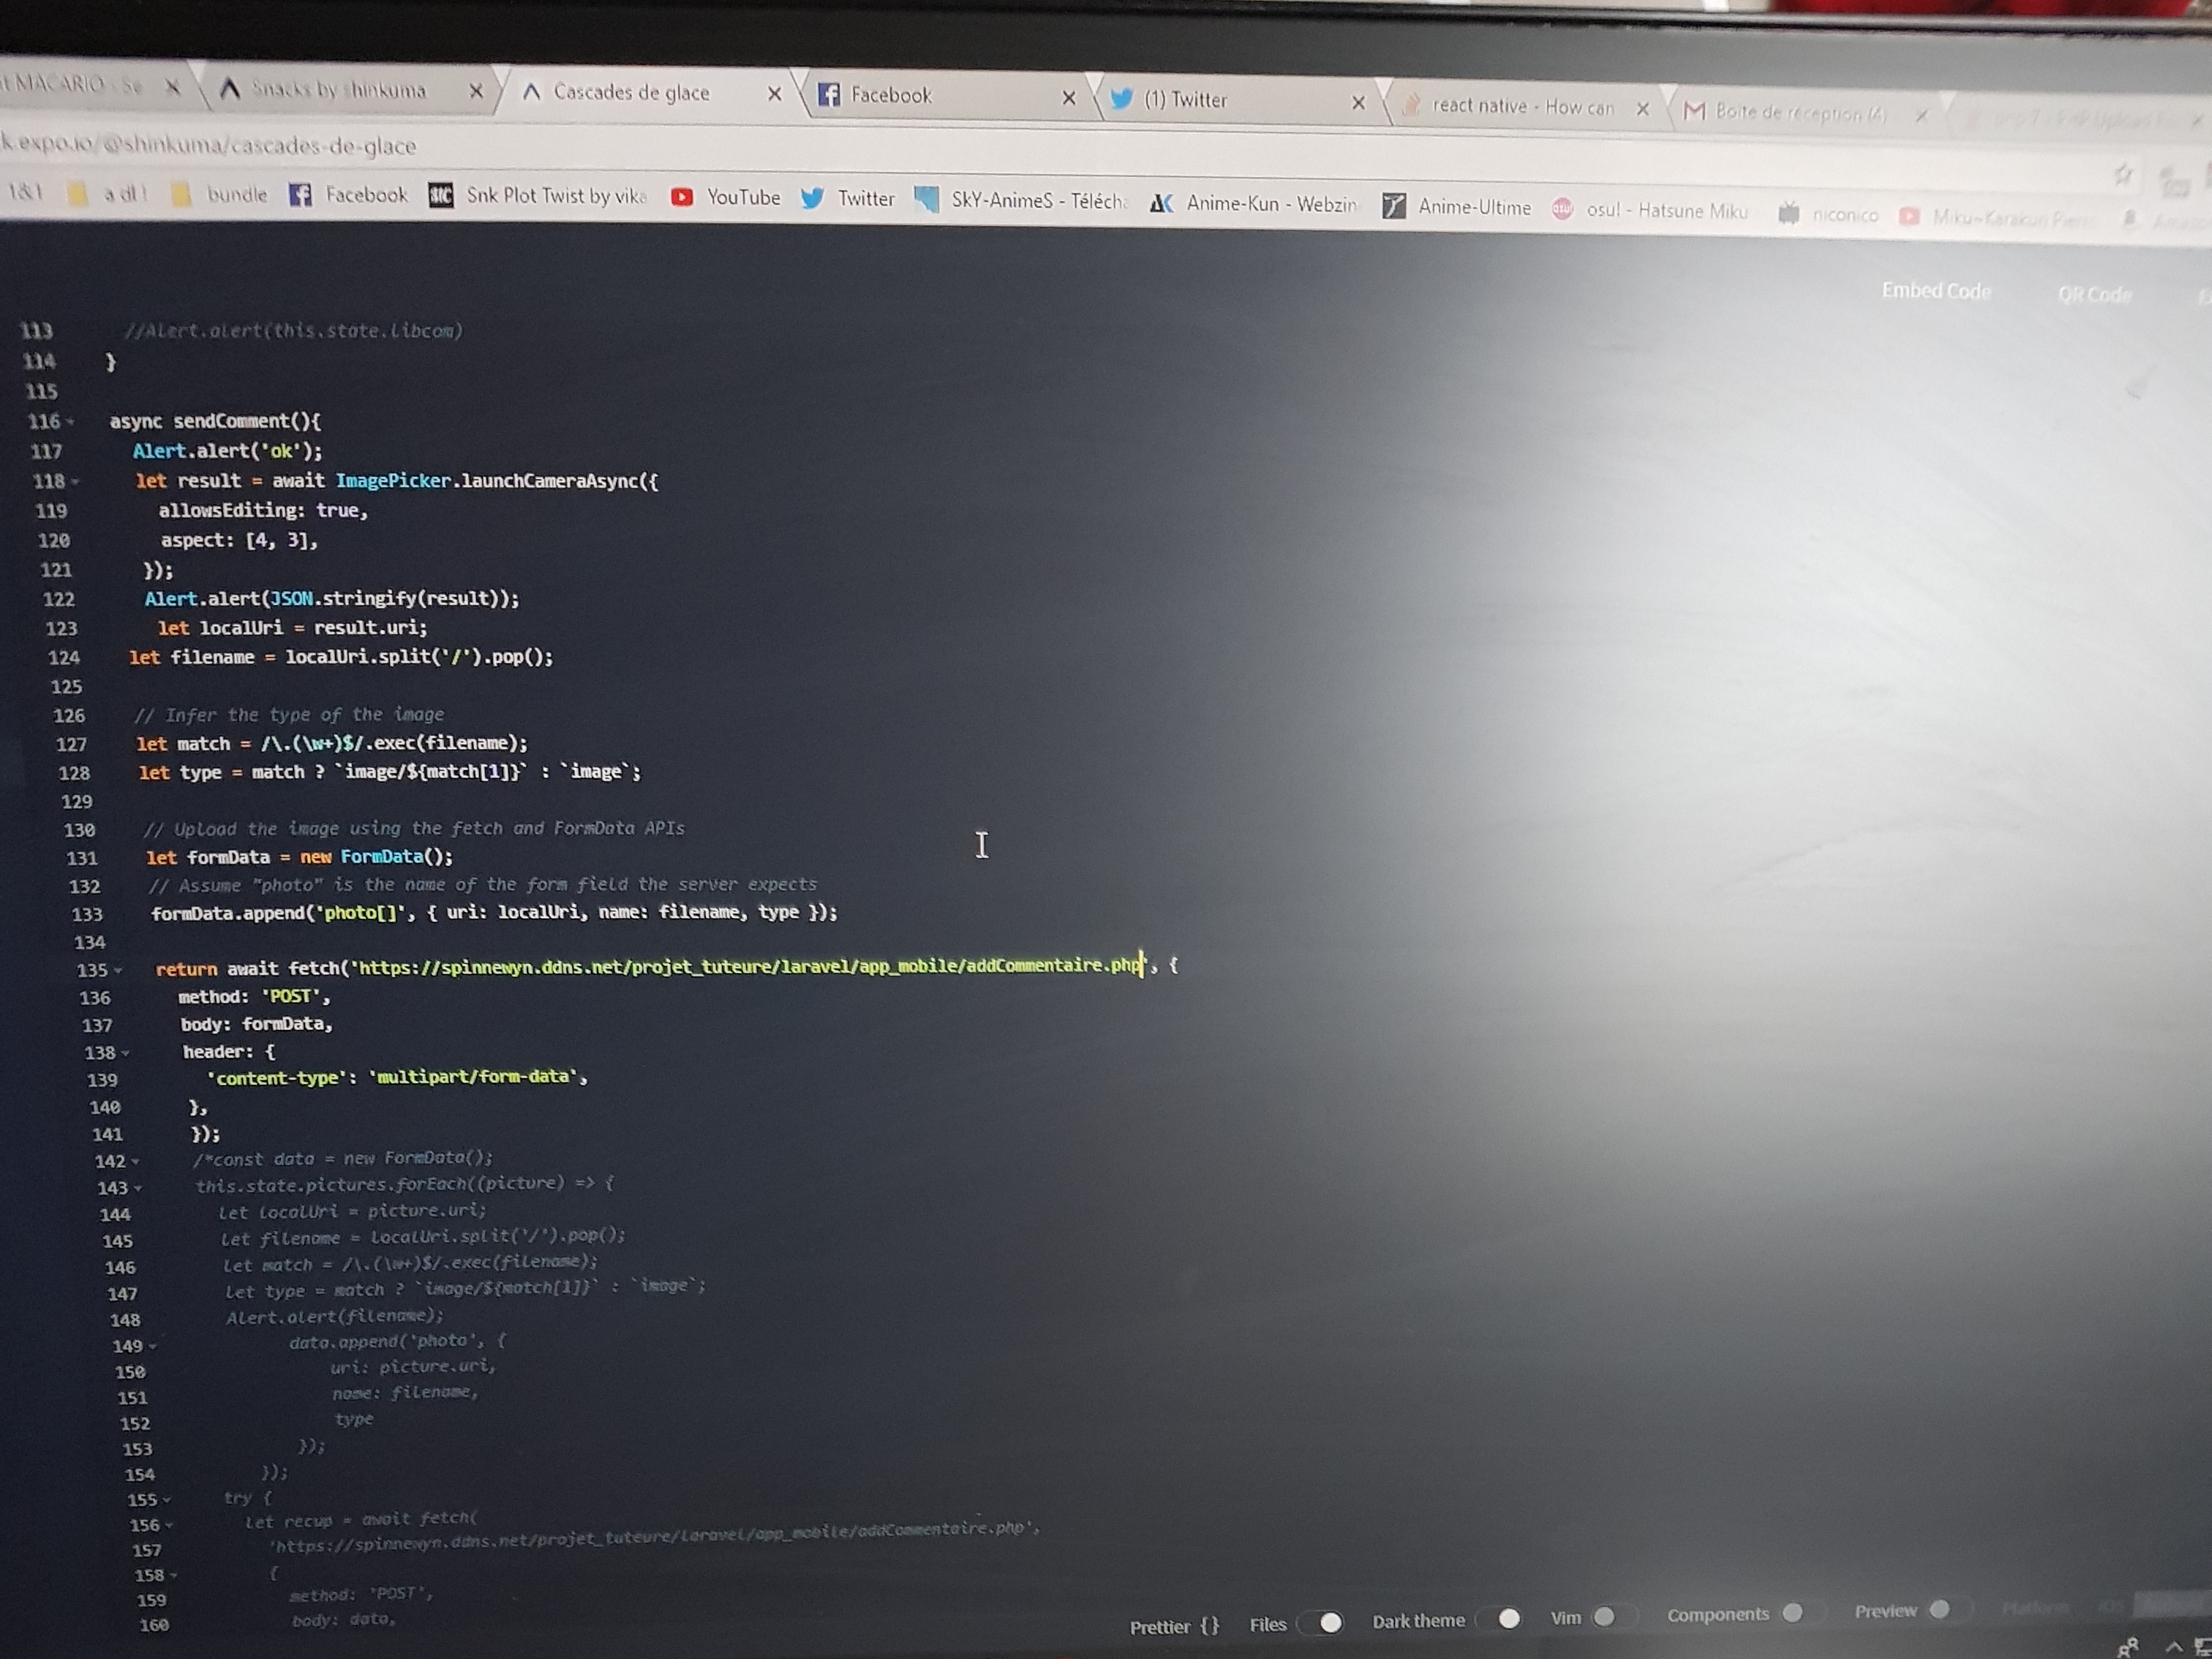 MACARIO - Se
Snacks by shinkuma
Cascades de glace
Facebook
(1) Twitter
react native - How can
Boîte de réception (4)
k.expo.io/@shinkuma/cascades-de-glace
1&1
a dl !
bundle
Facebook
Snk Plot Twist by vika
YouTube
Twitter
SkY-AnimeS - Téléch
Anime-Kun - Webzin
Anime-Ultime
osu! - Hatsune Miku
niconico
Embed Code
QR Code
113 //Alert.alert(this.state.libcom)
114 }
115
116 async sendComment(){
117 Alert.alert('ok');
118 let result = await ImagePicker.launchCameraAsync({
119 allowsEditing: true,
120 aspect: [4, 3],
121 });
122 Alert.alert(JSON.stringify(result));
123 let localUri = result.uri;
124 let filename = localUri.split('/').pop();
125
126 // Infer the type of the image
127 let match = /\.(\w+)$/.exec(filename);
128 let type = match ? `image/${match[1]}` : `image`;
129
130 // Upload the image using the fetch and FormData APIs
131 let formData = new FormData();
132 // Assume "photo" is the name of the form field the server expects
133 formData.append('photo[]', { uri: localUri, name: filename, type });
134
135 return await fetch('https://spinnewyn.ddns.net/projet_tuteure/laravel/app_mobile/addCommentaire.php', {
136 method: 'POST',
137 body: formData,
138 header: {
139 'content-type': 'multipart/form-data',
140 },
141 });
142 /*const data = new FormData();
143 this.state.pictures.forEach((picture) => {
144 let localUri = picture.uri;
145 let filename = localUri.split('/').pop();
146 let match = /\.(\w+)$/.exec(filename);
147 let type = match ? `image/${match[1]}` : `image`;
148 Alert.alert(filename);
149 data.append('photo', {
150 uri: picture.uri,
151 name: filename,
152 type
153 });
154 });
155 try {
156 let recup = await fetch(
157 'https://spinnewyn.ddns.net/projet_tuteure/laravel/app_mobile/addCommentaire.php',
158 {
159 method: 'POST',
160 body: data,
Prettier {}
Files
Dark theme
Vim
Components
Preview